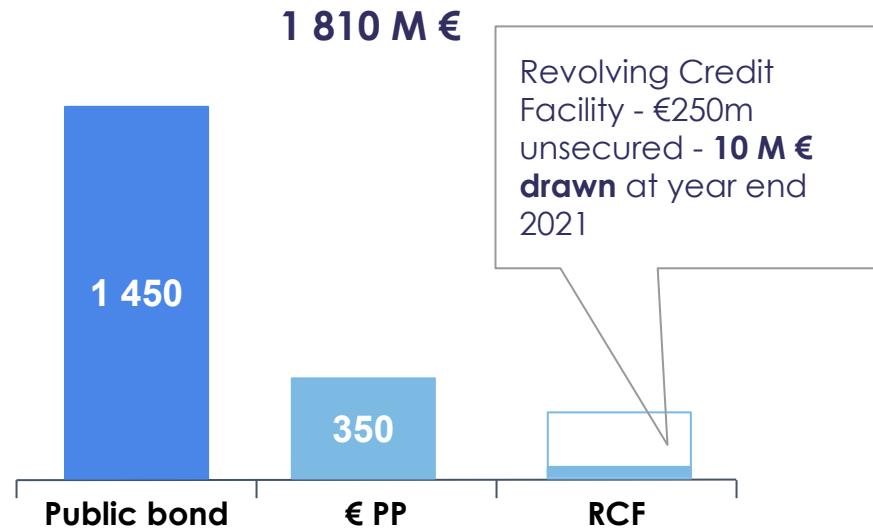 1 810 M €
Revolving Credit
Facility - €250m
unsecured - 10 M €
drawn at year end
2021
1 450
350
Public bond
€ PP
RCF